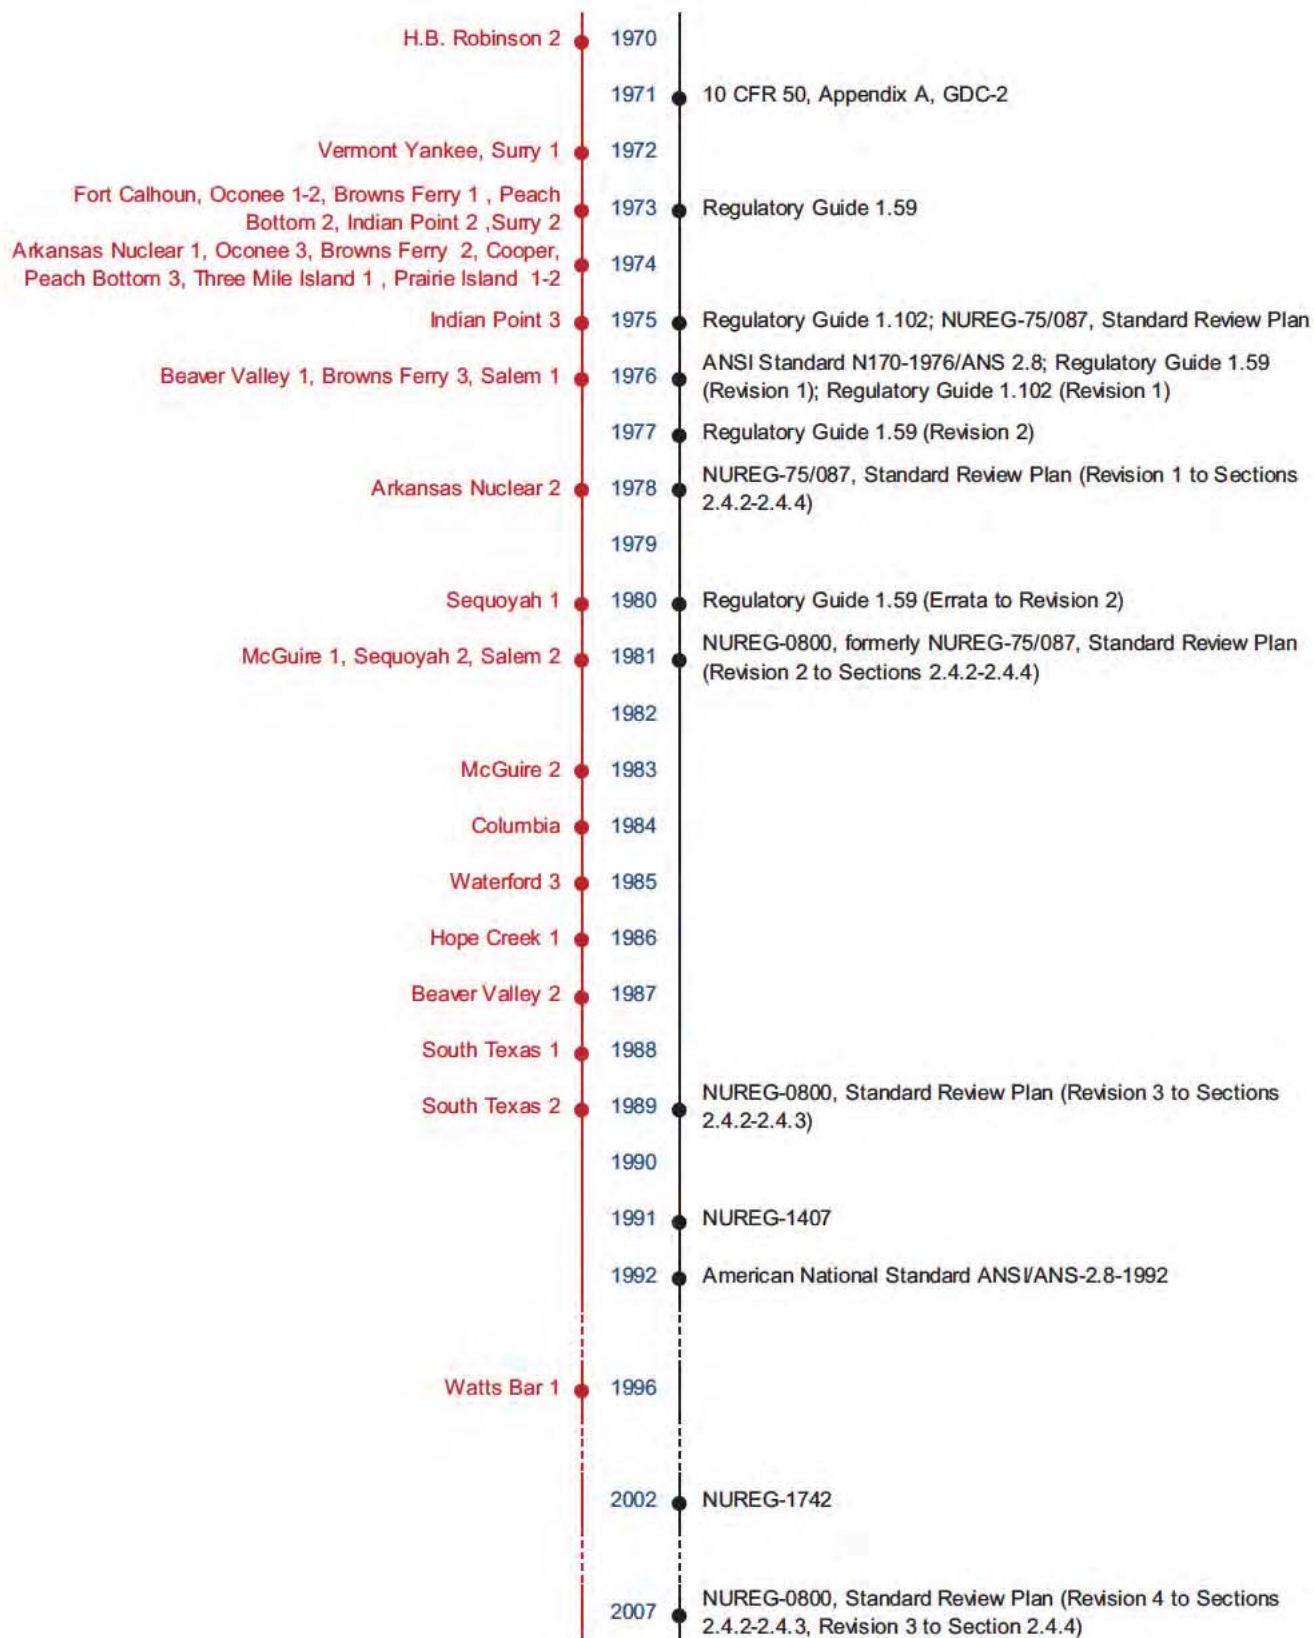 H.B. Robinson 2 1970
1971 10 CFR 50, Appendix A, GDC-2
Vermont Yankee, Surry 1 1972
Fort Calhoun, Oconee 1-2, Browns Ferry 1 , Peach
Bottom 2, Indian Point 2 ,Surry 2
1973 Regulatory Guide 1.59
Arkansas Nuclear 1, Oconee 3, Browns Ferry 2, Cooper,
Peach Bottom 3, Three Mile Island 1 , Prairie Island 1-2
1974
Indian Point 3 1975 Regulatory Guide 1.102; NUREG-75/087, Standard Review Plan
Beaver Valley 1, Browns Ferry 3, Salem 1 1976
ANSI Standard N170-1976/ANS 2.8; Regulatory Guide 1.59
(Revision 1); Regulatory Guide 1.102 (Revision 1)
1977 Regulatory Guide 1.59 (Revision 2)
Arkansas Nuclear 2 1978
NUREG-75/087, Standard Review Plan (Revision 1 to Sections
2.4.2-2.4.4)
1979
Sequoyah 1 1980 Regulatory Guide 1.59 (Errata to Revision 2)
McGuire 1, Sequoyah 2, Salem 2 1981
NUREG-0800, formerly NUREG-75/087, Standard Review Plan
(Revision 2 to Sections 2.4.2-2.4.4)
1982
McGuire 2 1983
Columbia 1984
Waterford 3 1985
Hope Creek 1 1986
Beaver Valley 2 1987
South Texas 1 1988
South Texas 2 1989
NUREG-0800, Standard Review Plan (Revision 3 to Sections
2.4.2-2.4.3)
1990
1991 NUREG-1407
1992 American National Standard ANSI/ANS-2.8-1992
Watts Bar 1 1996
2002 NUREG-1742
2007
NUREG-0800, Standard Review Plan (Revision 4 to Sections
2.4.2-2.4.3, Revision 3 to Section 2.4.4)